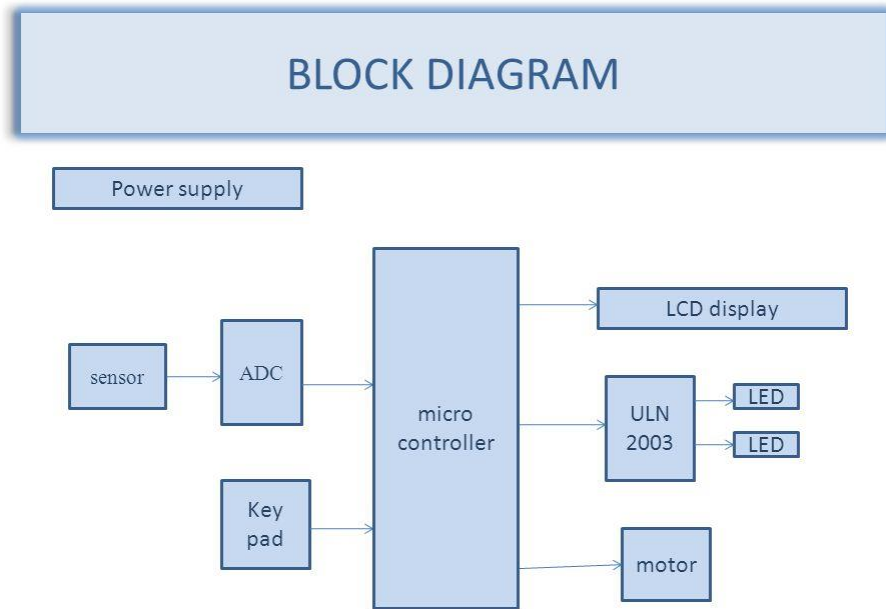 BLOCK DIAGRAM
Power supply
LCD display
sensor
ADC
micro
controller
ULN
2003
LED
LED
Key
pad
motor